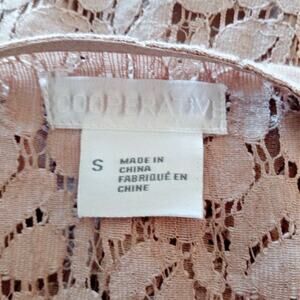 COOPERATIVE
S
MADE IN
CHINA
FABRIQUÉ EN
CHINE